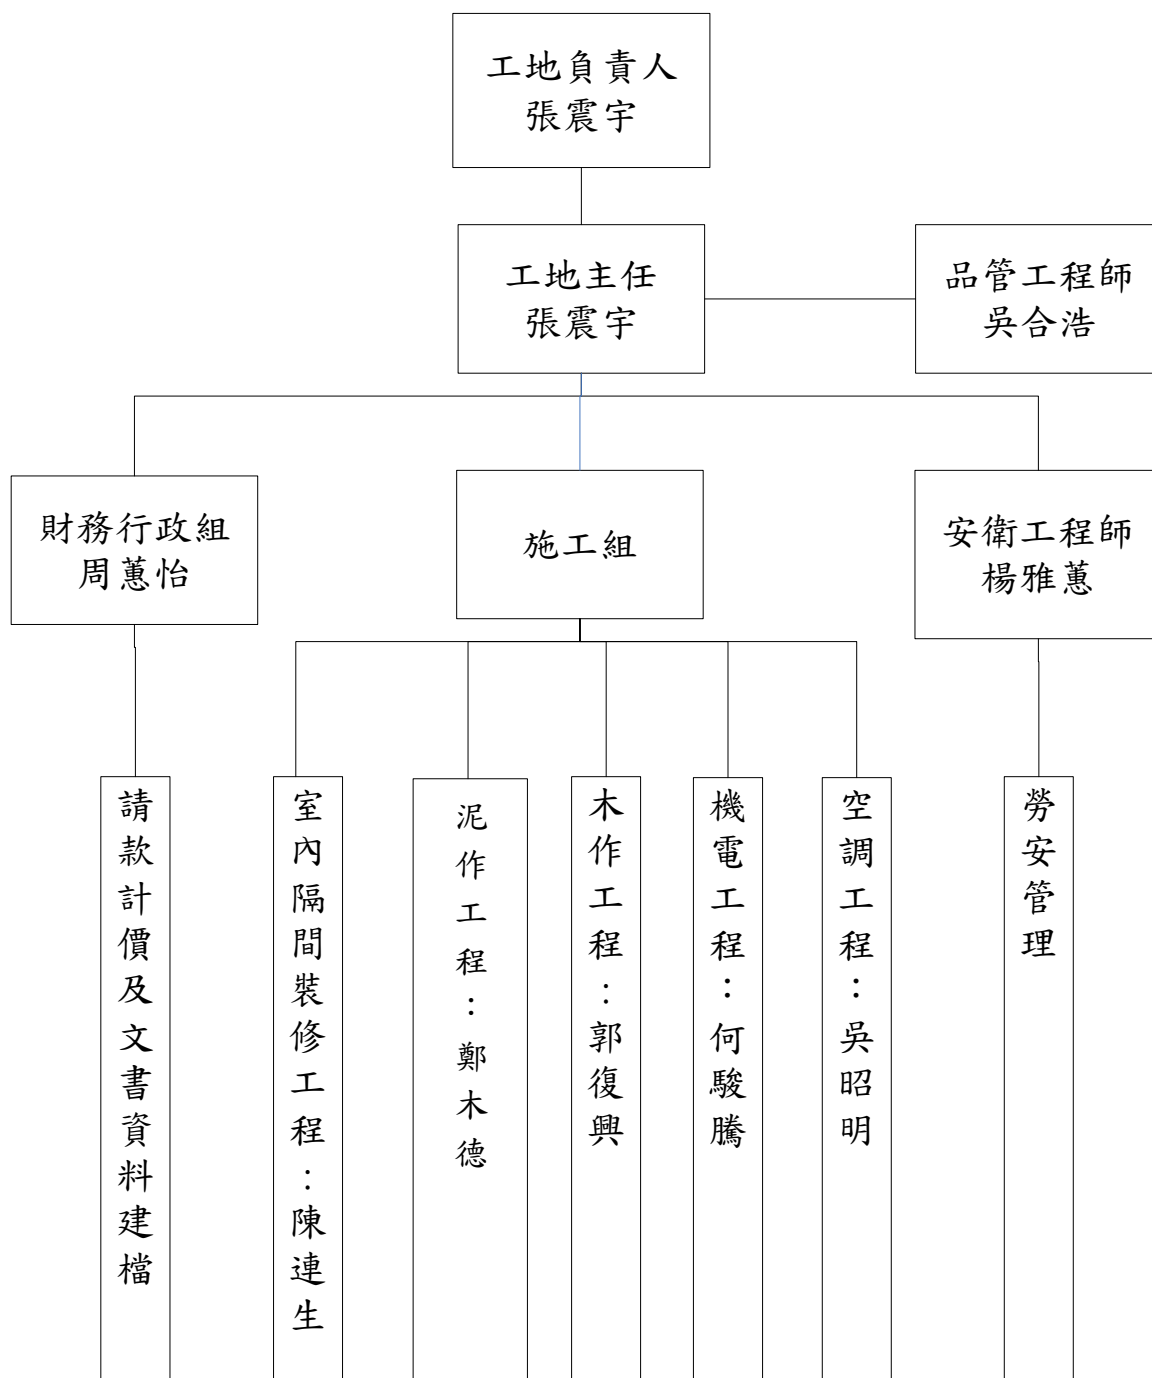 工地負責人
張震宇
工地主任
張震宇
品管工程師
吳合浩
財務行政組
周蕙怡
施工組
安衛工程師
楊雅蕙
請款計價及文書資料建檔
室內隔間裝修工程：陳連生
泥作工程：鄭木德
木作工程：郭復興
機電工程：何駿騰
空調工程：吳昭明
勞安管理